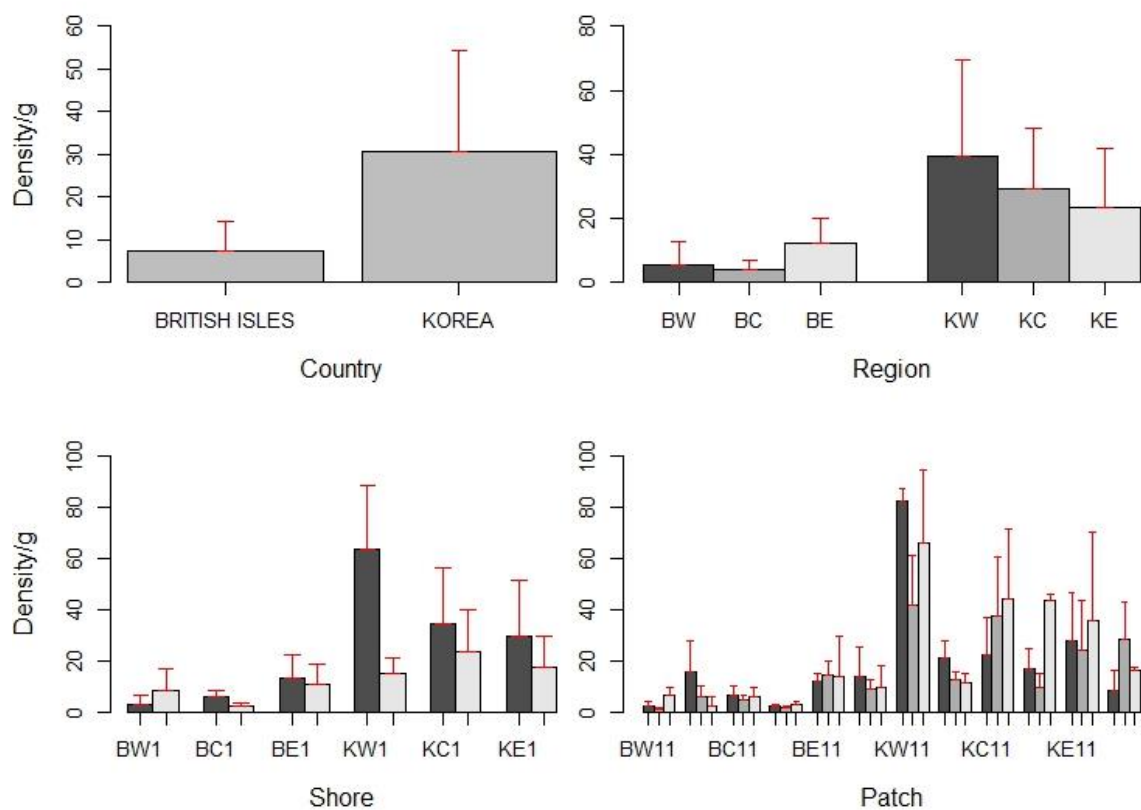 Density/g
60
50
40
30
20
10
0
BRITISH ISLES KOREA
Country
80
60
40
20
0
BW BC BE KW KC KE
Region
Density/g
100
80
60
40
20
0
BW1 BC1 BE1 KW1 KC1 KE1
Shore
100
80
60
40
20
0
BW11 BC11 BE11 KW11 KC11 KE11
Patch